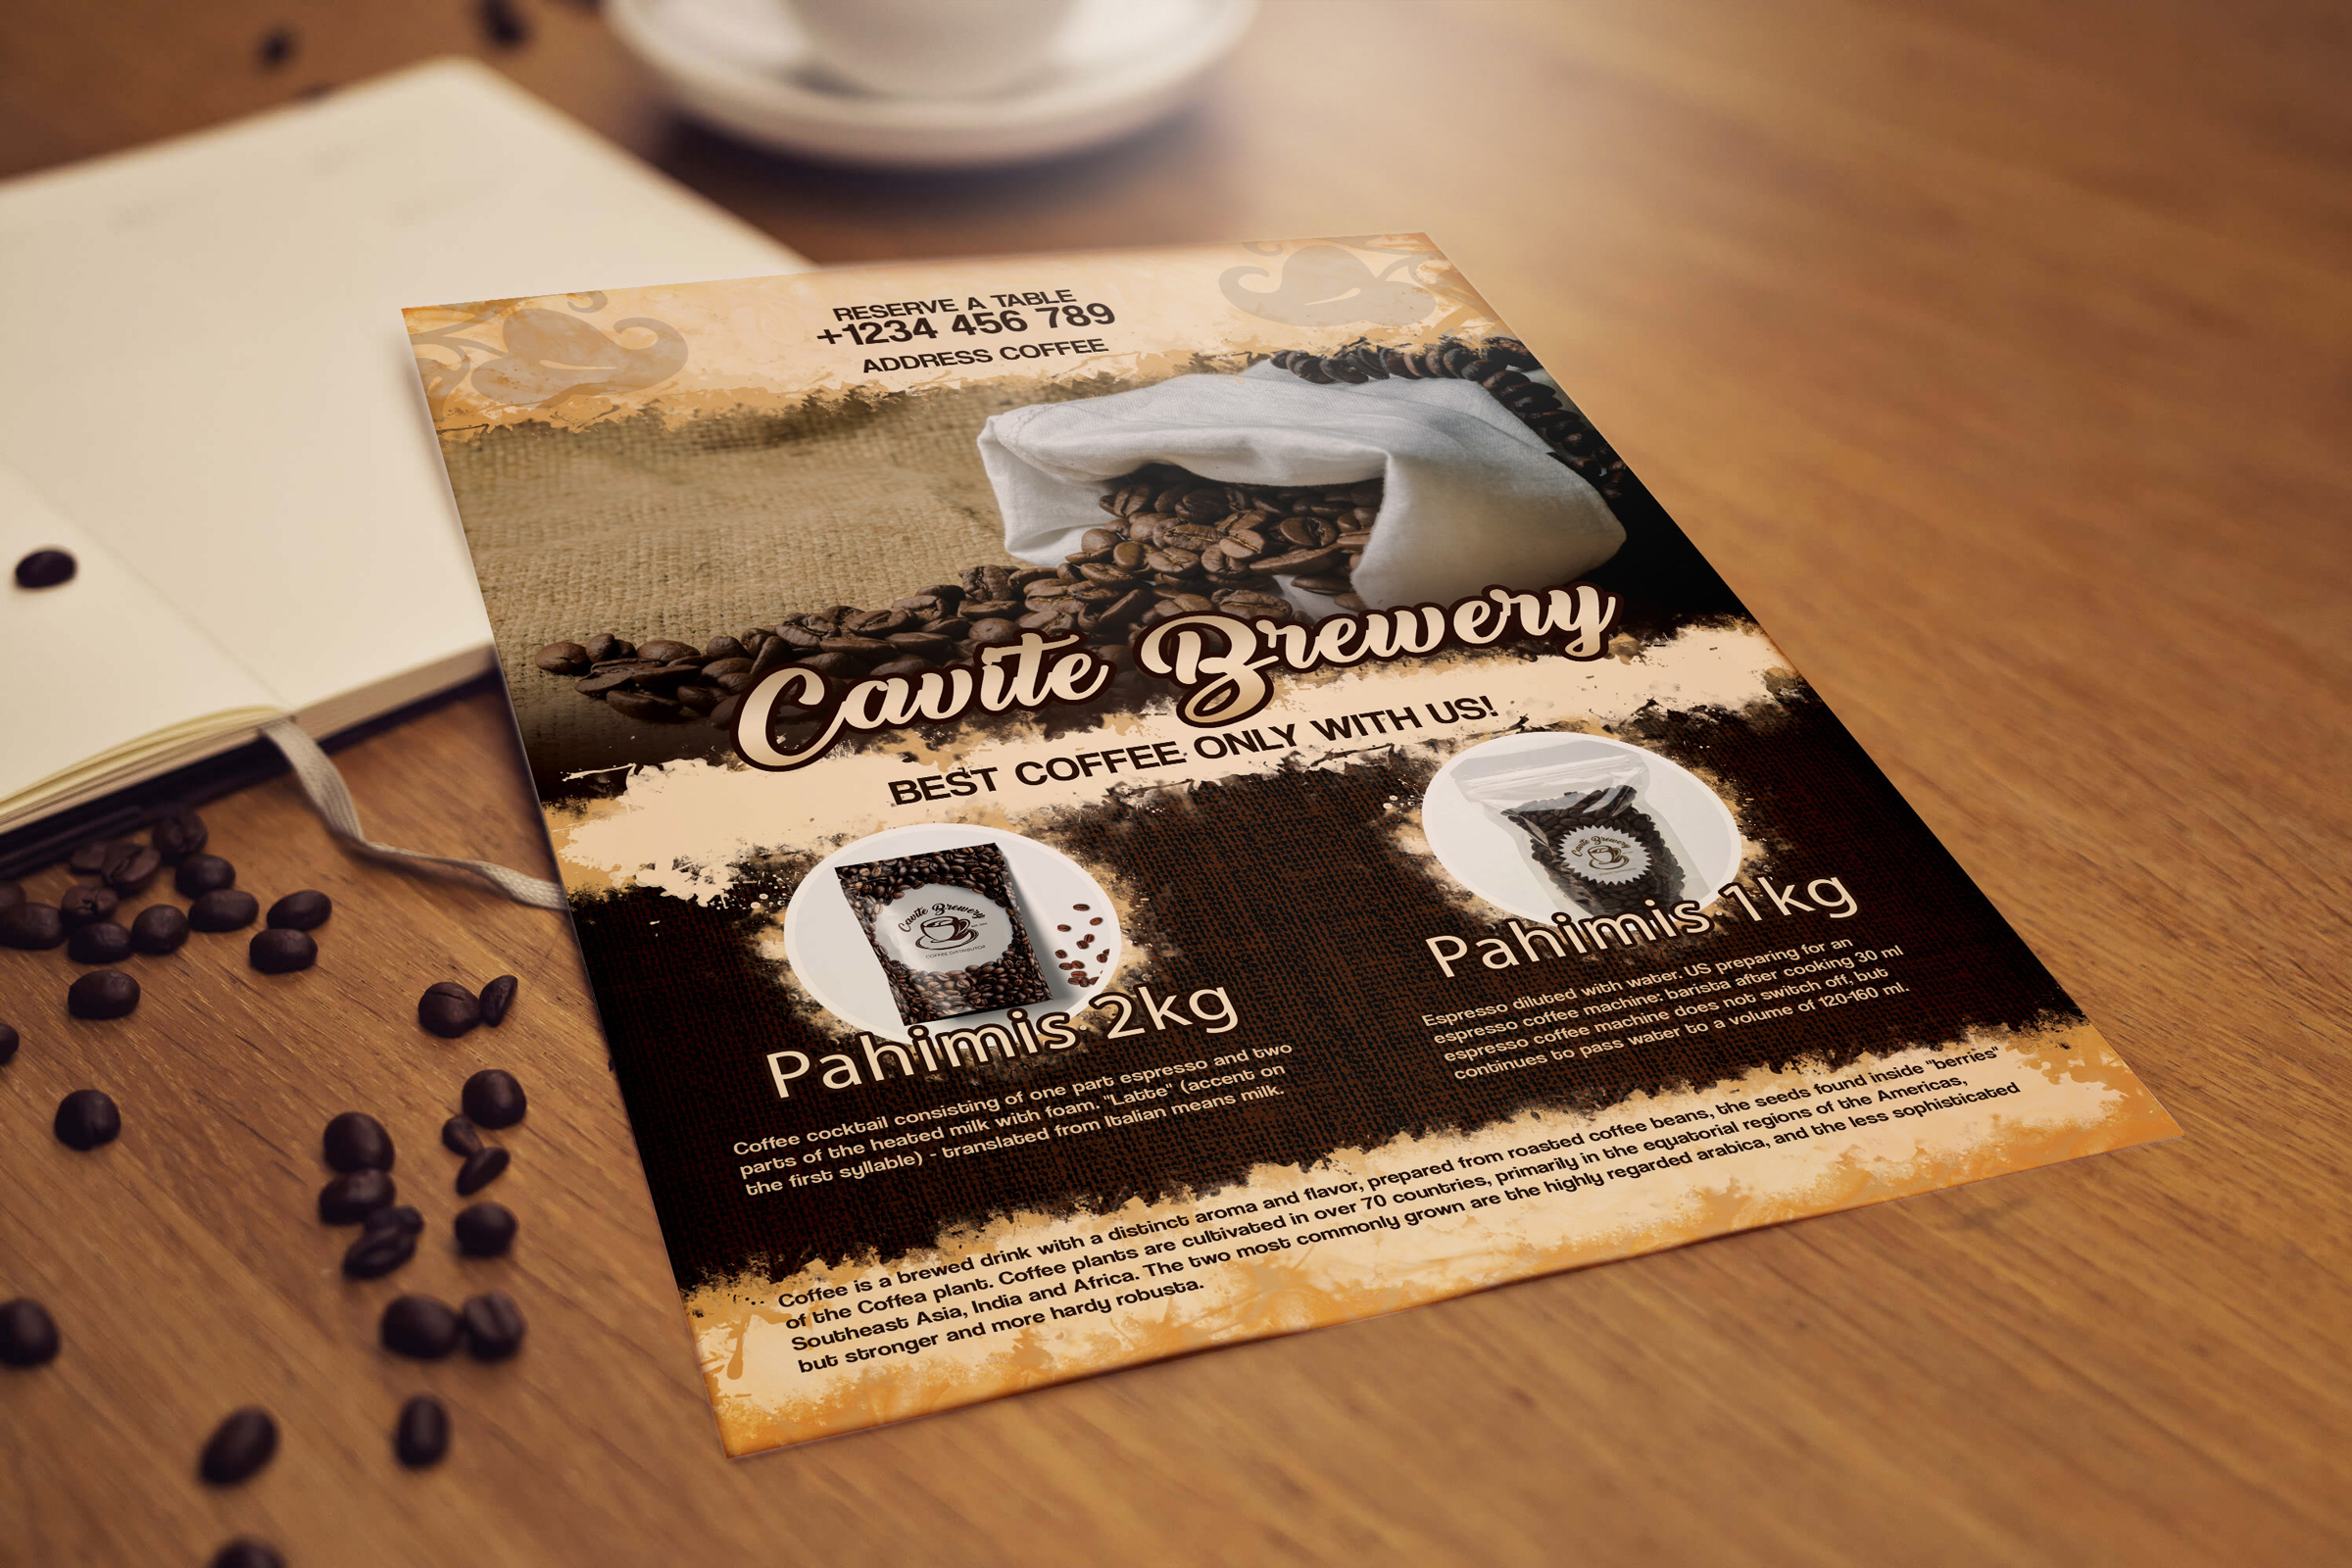 RESERVE A TABLE
+1234 456 789
ADDRESS COFFEE
Cavite Brewery
BEST COFFEE ONLY WITH US!
Cavite Brewery
COFFEE DISTRIBUTOR
Pahimis 2kg
Coffee cocktail consisting of one part espresso and two
parts of the heated milk with foam. "Latte" (accent on
the first syllable) - translated from Italian means milk.
Cavite Brewery
Pahimis 1kg
Espresso diluted with water. US preparing for an
espresso coffee machine: barista after cooking 30 ml
espresso coffee machine does not switch off, but
continues to pass water to a volume of 120-160 ml.
Coffee is a brewed drink with a distinct aroma and flavor, prepared from roasted coffee beans, the seeds found inside "berries"
of the Coffea plant. Coffee plants are cultivated in over 70 countries, primarily in the equatorial regions of the Americas,
Southeast Asia, India and Africa. The two most commonly grown are the highly regarded arabica, and the less sophisticated
but stronger and more hardy robusta.